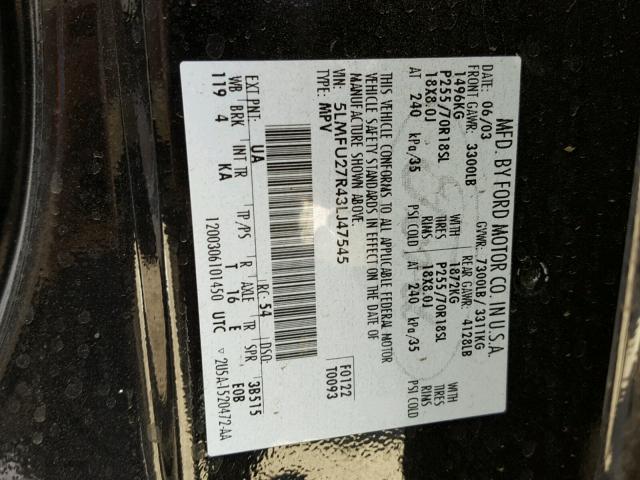 MFD. BY FORD MOTOR CO. IN U.S.A.
DATE: 06/03 GVWR: 7300LB/ 3311KG
FRONT GAWR: 3300LB REAR GAWR: 4128LB
1496KG WITH 1872KG WITH
P255/70R18SL TIRES P255/70R18SL TIRES
18X8.0J RIMS 18X8.0J RIMS
AT 240 kPa/35 PSI COLD AT 240 kPa/35 PSI COLD
THIS VEHICLE CONFORMS TO ALL APPLICABLE FEDERAL MOTOR
VEHICLE SAFETY STANDARDS IN EFFECT ON THE DATE OF
MANUFACTURE SHOWN ABOVE.
VIN: 5LMFU27R43LJ47545 F0122
TYPE: MPV T0093
EXT PNT: UA RC: 54 DSO:
WB BRK INT TR TP/PS R AXLE TR SPR 3B515
119 4 KA T 16 E E0B
1200306101450 UTC 2U5A-1520472-AA